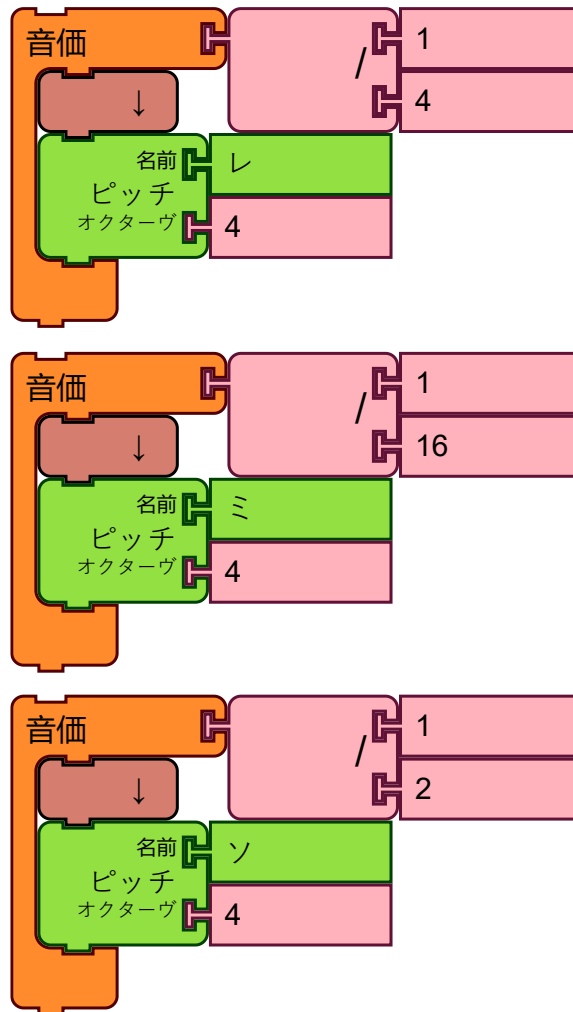 音価 / 1
↓ 4
名前 レ
ピッチ
オクターヴ 4
音価 / 1
↓ 16
名前 ミ
ピッチ
オクターヴ 4
音価 / 1
↓ 2
名前 ソ
ピッチ
オクターヴ 4